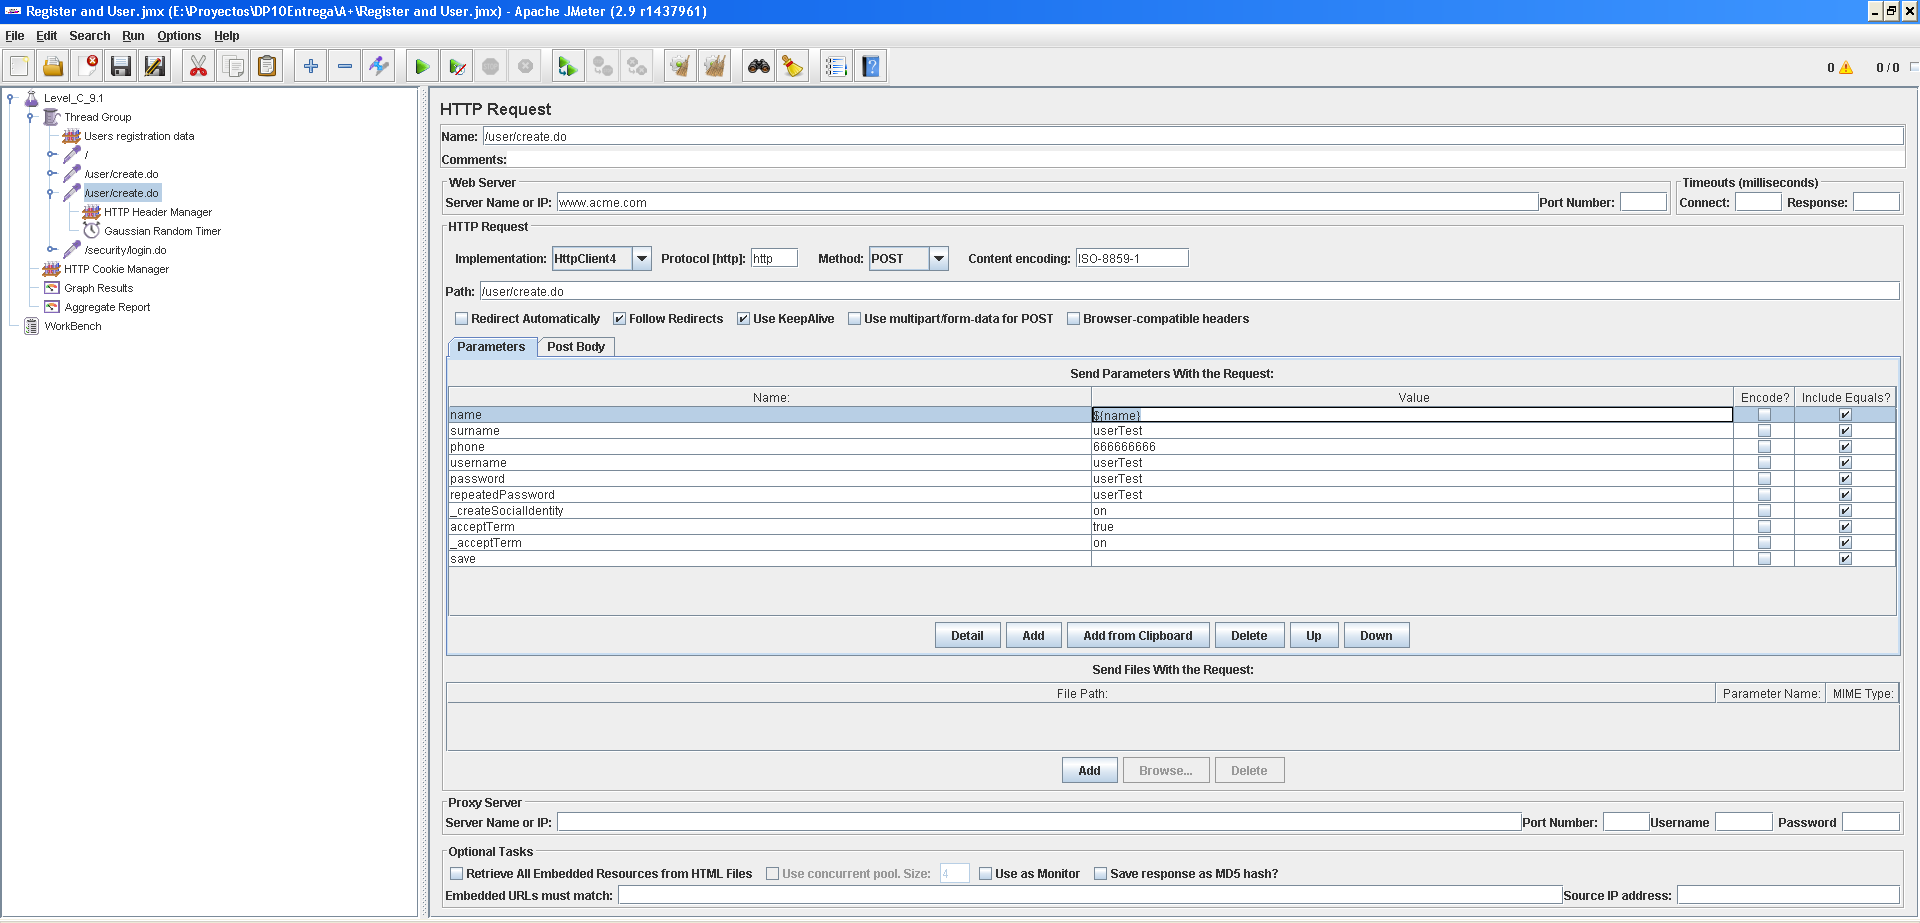 Register and User.jmx (E:\Proyectos\DP10Entrega\A+\Register and User.jmx) - Apache JMeter (2.9 r1437961)
File Edit Search Run Options Help
0 0 / 0
Level_C_9.1
Thread Group
Users registration data
/
/user/create.do
/user/create.do
HTTP Header Manager
Gaussian Random Timer
/security/login.do
HTTP Cookie Manager
Graph Results
Aggregate Report
WorkBench
HTTP Request
Name: /user/create.do
Comments:
Web Server
Server Name or IP: www.acme.com Port Number:
Timeouts (milliseconds)
Connect: Response:
HTTP Request
Implementation: HttpClient4 Protocol [http]: http Method: POST Content encoding: ISO-8859-1
Path: /user/create.do
Redirect Automatically Follow Redirects Use KeepAlive Use multipart/form-data for POST Browser-compatible headers
Parameters Post Body
Send Parameters With the Request:
Name: Value Encode? Include Equals?
name ${name}
surname userTest
phone 666666666
username userTest
password userTest
repeatedPassword userTest
_createSocialIdentity on
acceptTerm true
_acceptTerm on
save
Detail Add Add from Clipboard Delete Up Down
Send Files With the Request:
File Path: Parameter Name: MIME Type:
Add Browse... Delete
Proxy Server
Server Name or IP: Port Number: Username Password
Optional Tasks
Retrieve All Embedded Resources from HTML Files Use concurrent pool. Size: 4 Use as Monitor Save response as MD5 hash?
Embedded URLs must match: Source IP address: